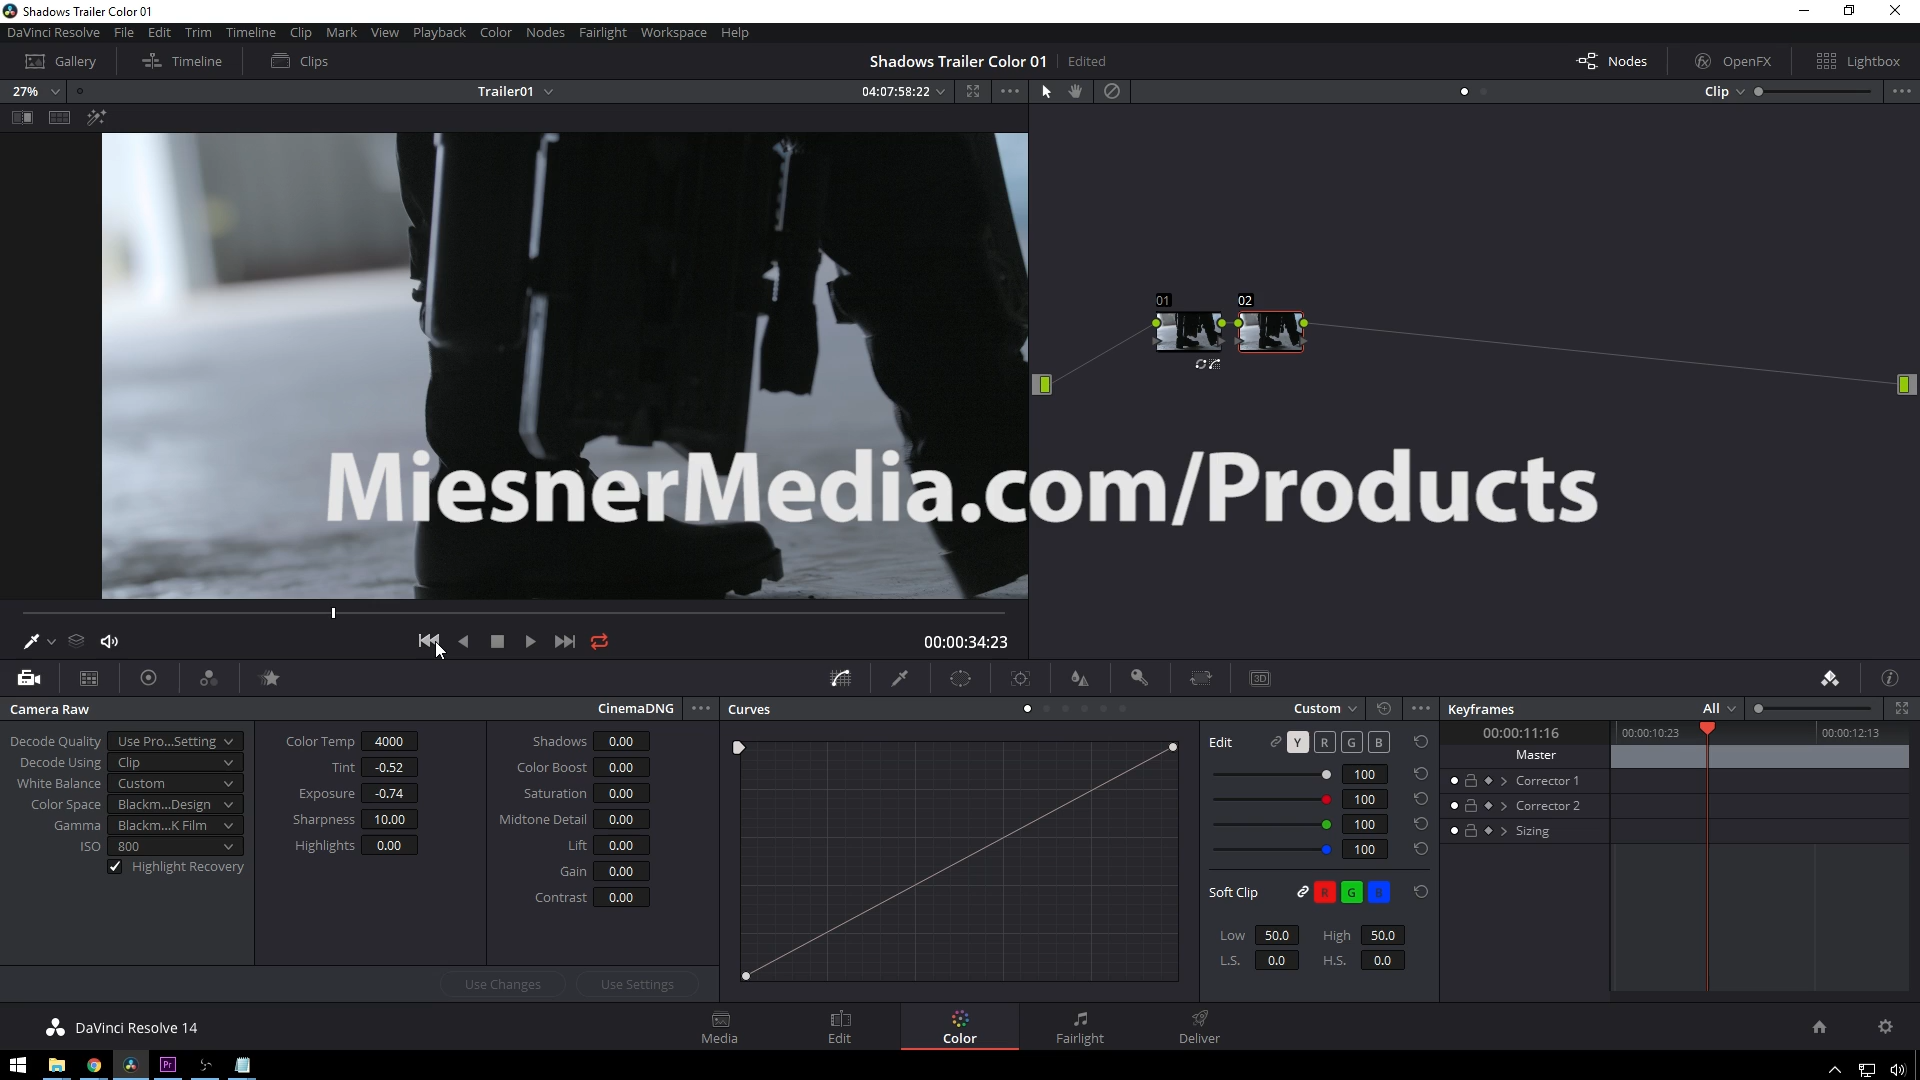 Shadows Trailer Color 01
DaVinci Resolve File Edit Trim Timeline Clip Mark View Playback Color Nodes Fairlight Workspace Help
Gallery Timeline Clips Shadows Trailer Color 01 Edited Nodes OpenFX Lightbox
27% Trailer01 04:07:58:22 Clip
01 02
MiesnerMedia.com/Products
00:00:34:23
3D
Camera Raw CinemaDNG Curves Custom Keyframes All
Decode Quality Use Pro...Setting Color Temp 4000 Shadows 0.00 Edit Y R G B 00:00:11:16 00:00:10:23 00:00:12:13
Decode Using Clip Tint -0.52 Color Boost 0.00 100 Master
White Balance Custom Exposure -0.74 Saturation 0.00 100 Corrector 1
Color Space Blackm...Design Sharpness 10.00 Midtone Detail 0.00 100 Corrector 2
Gamma Blackm...K Film Highlights 0.00 Lift 0.00 100 Sizing
ISO 800 Gain 0.00
Highlight Recovery Contrast 0.00 Soft Clip R G B
Low 50.0 High 50.0
L.S. 0.0 H.S. 0.0
Use Changes Use Settings
DaVinci Resolve 14 Media Edit Color Fairlight Deliver
Pr